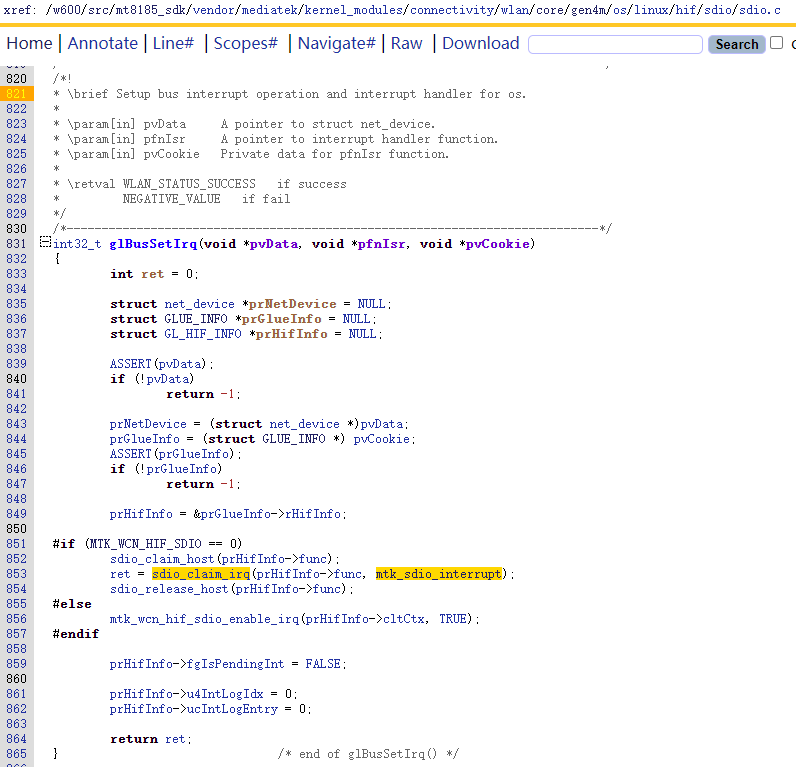 xref: /w600/src/mt8185_sdk/vendor/mediatek/kernel_modules/connectivity/wlan/core/gen4m/os/linux/hif/sdio/sdio.c
Home | Annotate | Line# | Scopes# | Navigate# | Raw | Download Search
820 /*!
821 * \brief Setup bus interrupt operation and interrupt handler for os.
822 *
823 * \param[in] pvData     A pointer to struct net_device.
824 * \param[in] pfnIsr     A pointer to interrupt handler function.
825 * \param[in] pvCookie   Private data for pfnIsr function.
826 *
827 * \retval WLAN_STATUS_SUCCESS   if success
828 *         NEGATIVE_VALUE   if fail
829 */
830 /*----------------------------------------------------------------------------*/
831 int32_t glBusSetIrq(void *pvData, void *pfnIsr, void *pvCookie)
832 {
833         int ret = 0;
834
835         struct net_device *prNetDevice = NULL;
836         struct GLUE_INFO *prGlueInfo = NULL;
837         struct GL_HIF_INFO *prHifInfo = NULL;
838
839         ASSERT(pvData);
840         if (!pvData)
841                 return -1;
842
843         prNetDevice = (struct net_device *)pvData;
844         prGlueInfo = (struct GLUE_INFO *) pvCookie;
845         ASSERT(prGlueInfo);
846         if (!prGlueInfo)
847                 return -1;
848
849         prHifInfo = &prGlueInfo->rHifInfo;
850
851 #if (MTK_WCN_HIF_SDIO == 0)
852         sdio_claim_host(prHifInfo->func);
853         ret = sdio_claim_irq(prHifInfo->func, mtk_sdio_interrupt);
854         sdio_release_host(prHifInfo->func);
855 #else
856         mtk_wcn_hif_sdio_enable_irq(prHifInfo->cltCtx, TRUE);
857 #endif
858
859         prHifInfo->fgIsPendingInt = FALSE;
860
861         prHifInfo->u4IntLogIdx = 0;
862         prHifInfo->ucIntLogEntry = 0;
863
864         return ret;
865 }                               /* end of glBusSetIrq() */